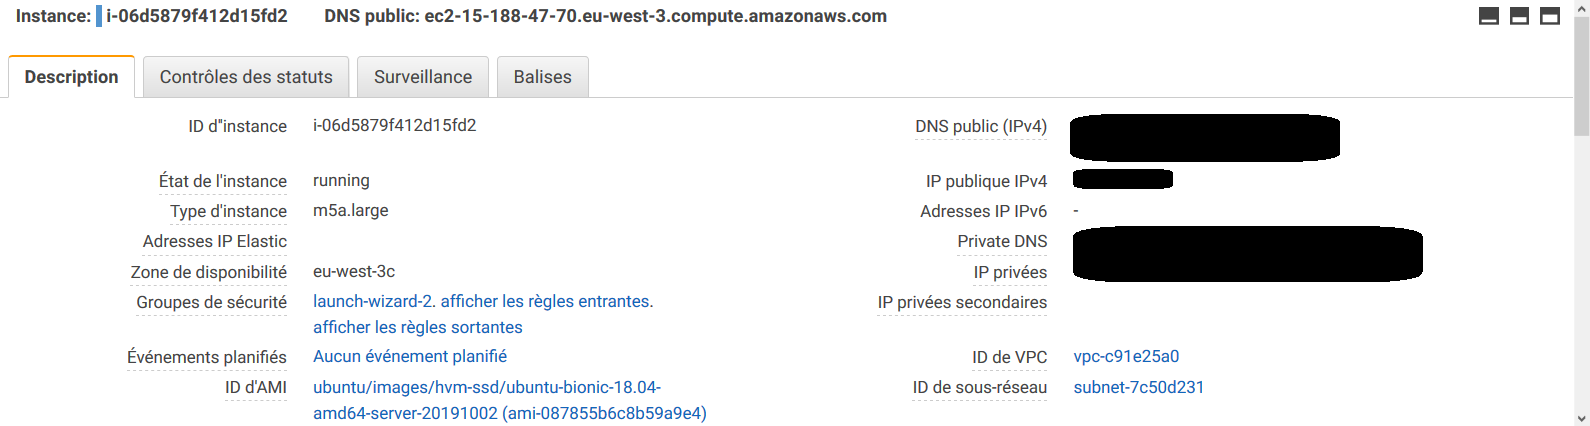 Instance: i-06d5879f412d15fd2 DNS public: ec2-15-188-47-70.eu-west-3.compute.amazonaws.com
Description Contrôles des statuts Surveillance Balises
ID d"instance i-06d5879f412d15fd2 DNS public (IPv4)
État de l'instance running IP publique IPv4
Type d'instance m5a.large Adresses IP IPv6 -
Adresses IP Elastic Private DNS
Zone de disponibilité eu-west-3c IP privées
Groupes de sécurité launch-wizard-2. afficher les règles entrantes. IP privées secondaires
afficher les règles sortantes
Événements planifiés Aucun événement planifié ID de VPC vpc-c91e25a0
ID d'AMI ubuntu/images/hvm-ssd/ubuntu-bionic-18.04- ID de sous-réseau subnet-7c50d231
amd64-server-20191002 (ami-087855b6c8b59a9e4)